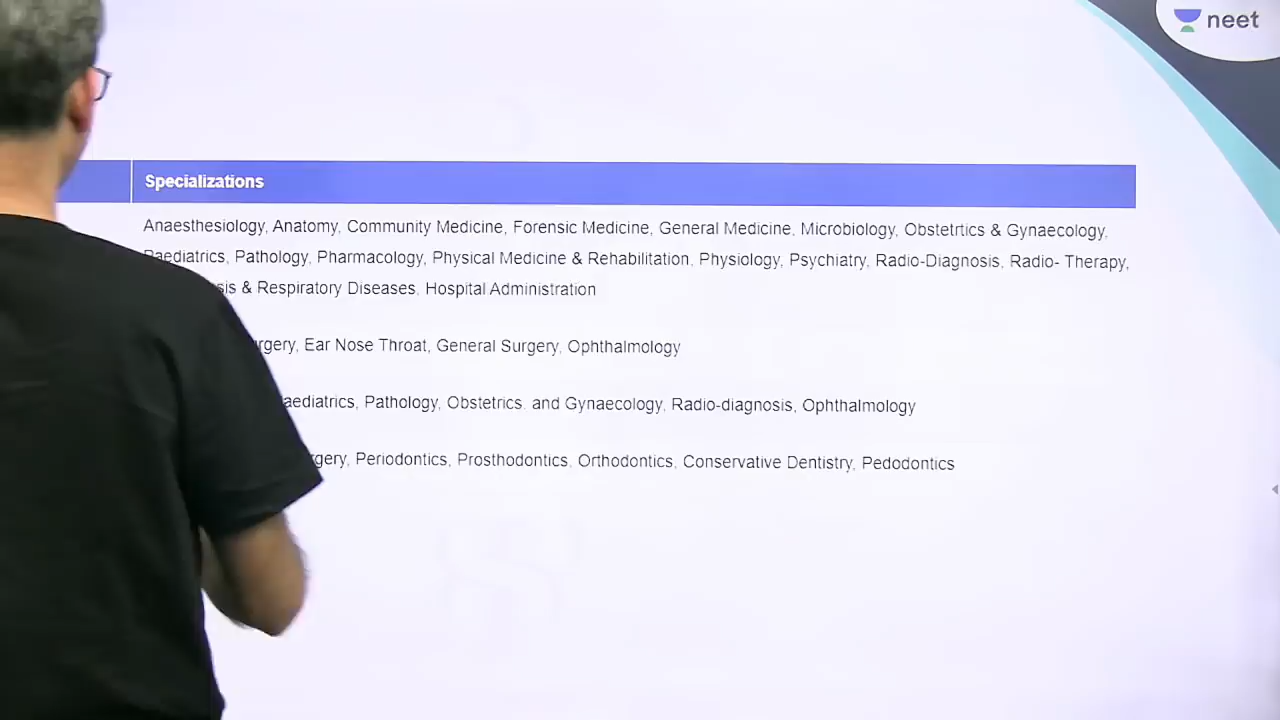 neet
Specializations
Anaesthesiology, Anatomy, Community Medicine, Forensic Medicine, General Medicine, Microbiology, Obstetrtics & Gynaecology,
Paediatrics, Pathology, Pharmacology, Physical Medicine & Rehabilitation, Physiology, Psychiatry, Radio-Diagnosis, Radio- Therapy,
& Respiratory Diseases, Hospital Administration
Ear Nose Throat, General Surgery, Ophthalmology
Pathology, Obstetrics. and Gynaecology, Radio-diagnosis, Ophthalmology
Periodontics, Prosthodontics, Orthodontics, Conservative Dentistry, Pedodontics